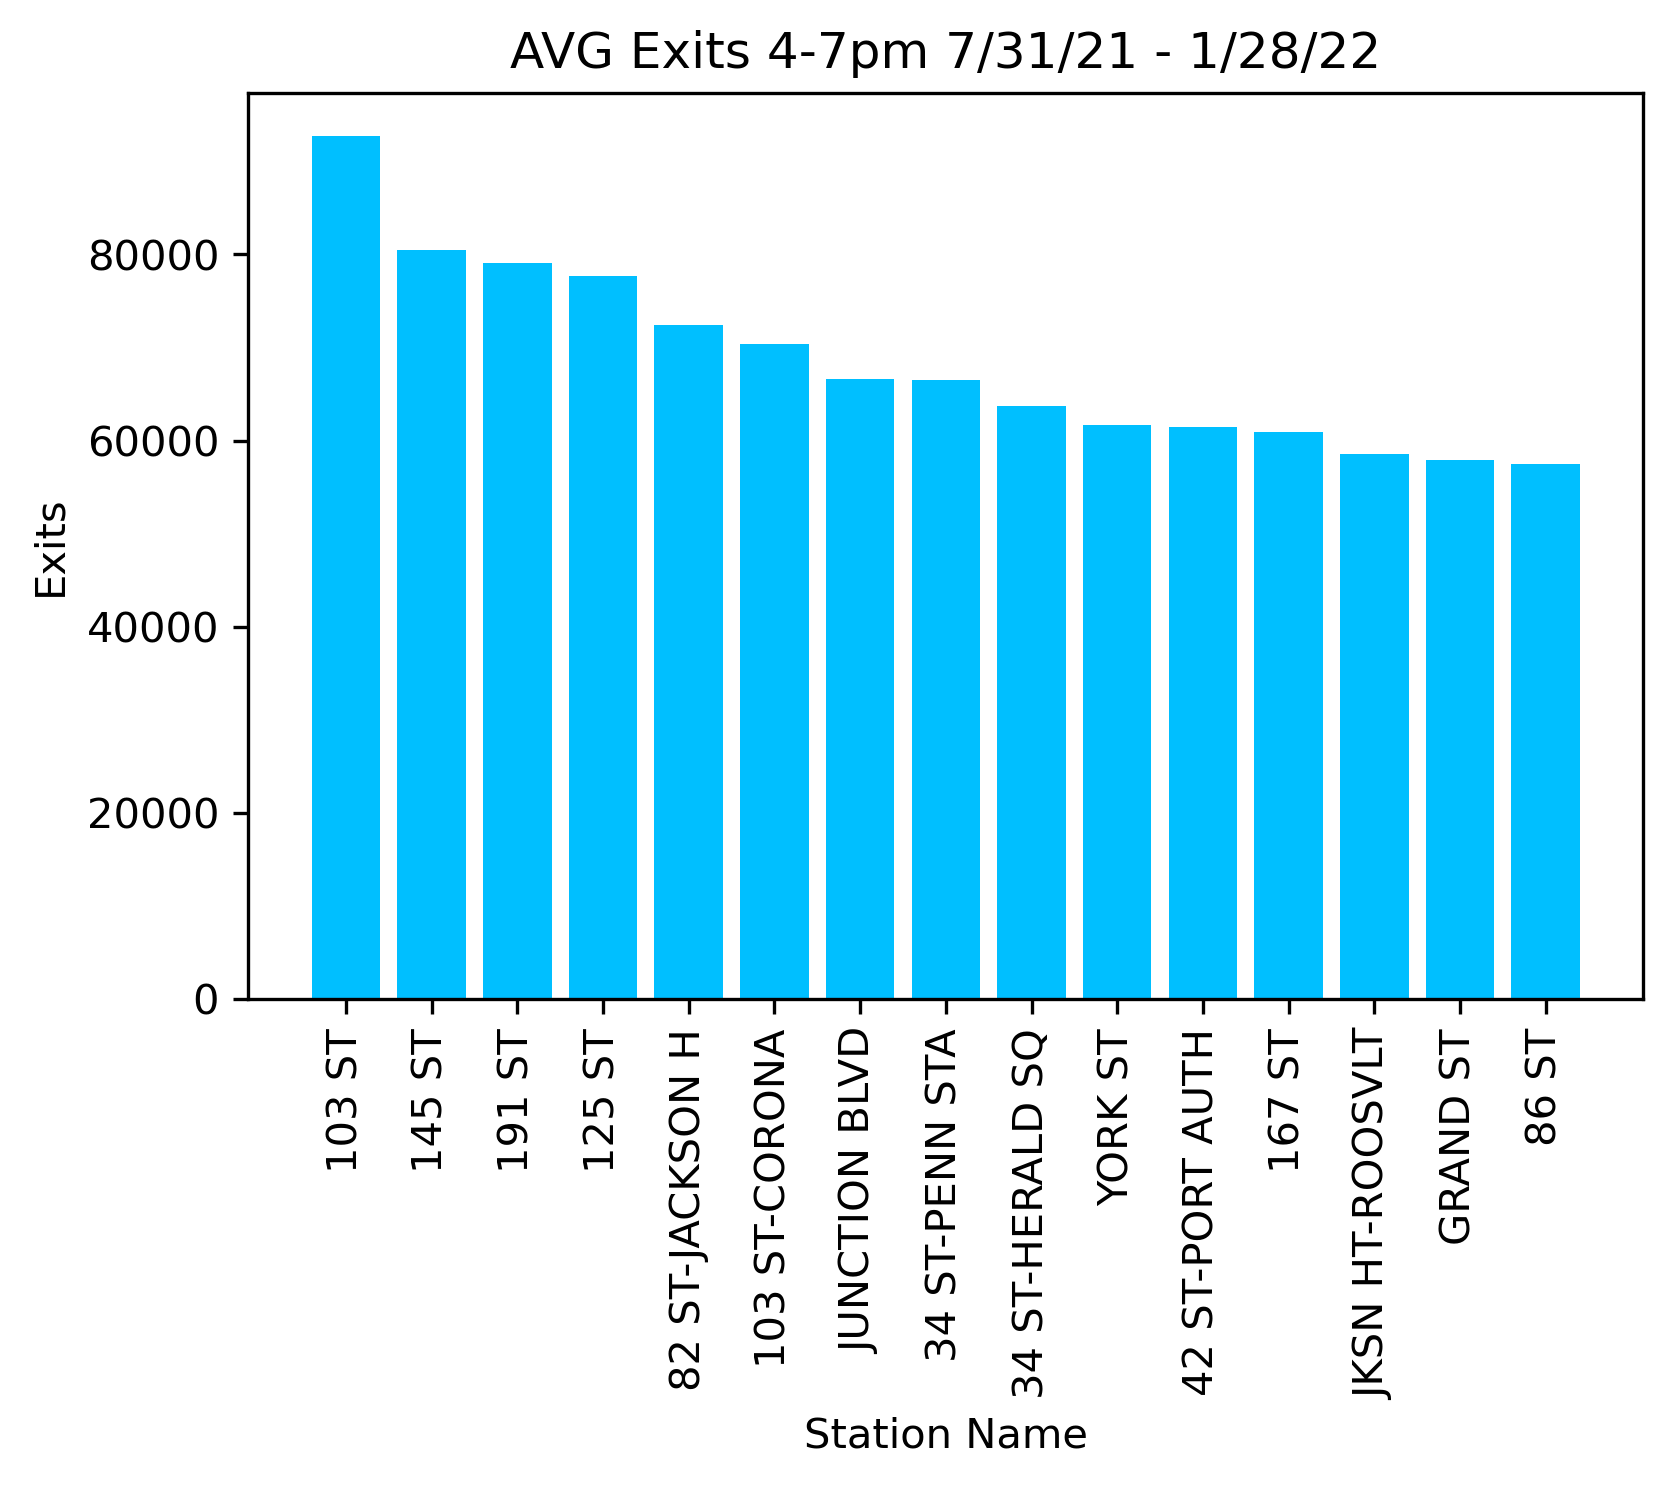 AVG Exits 4-7pm 7/31/21 - 1/28/22
Exits
80000
60000
40000
20000
0
103 ST
145 ST
191 ST
125 ST
82 ST-JACKSON H
103 ST-CORONA
JUNCTION BLVD
34 ST-PENN STA
34 ST-HERALD SQ
YORK ST
42 ST-PORT AUTH
167 ST
JKSN HT-ROOSVLT
GRAND ST
86 ST
Station Name